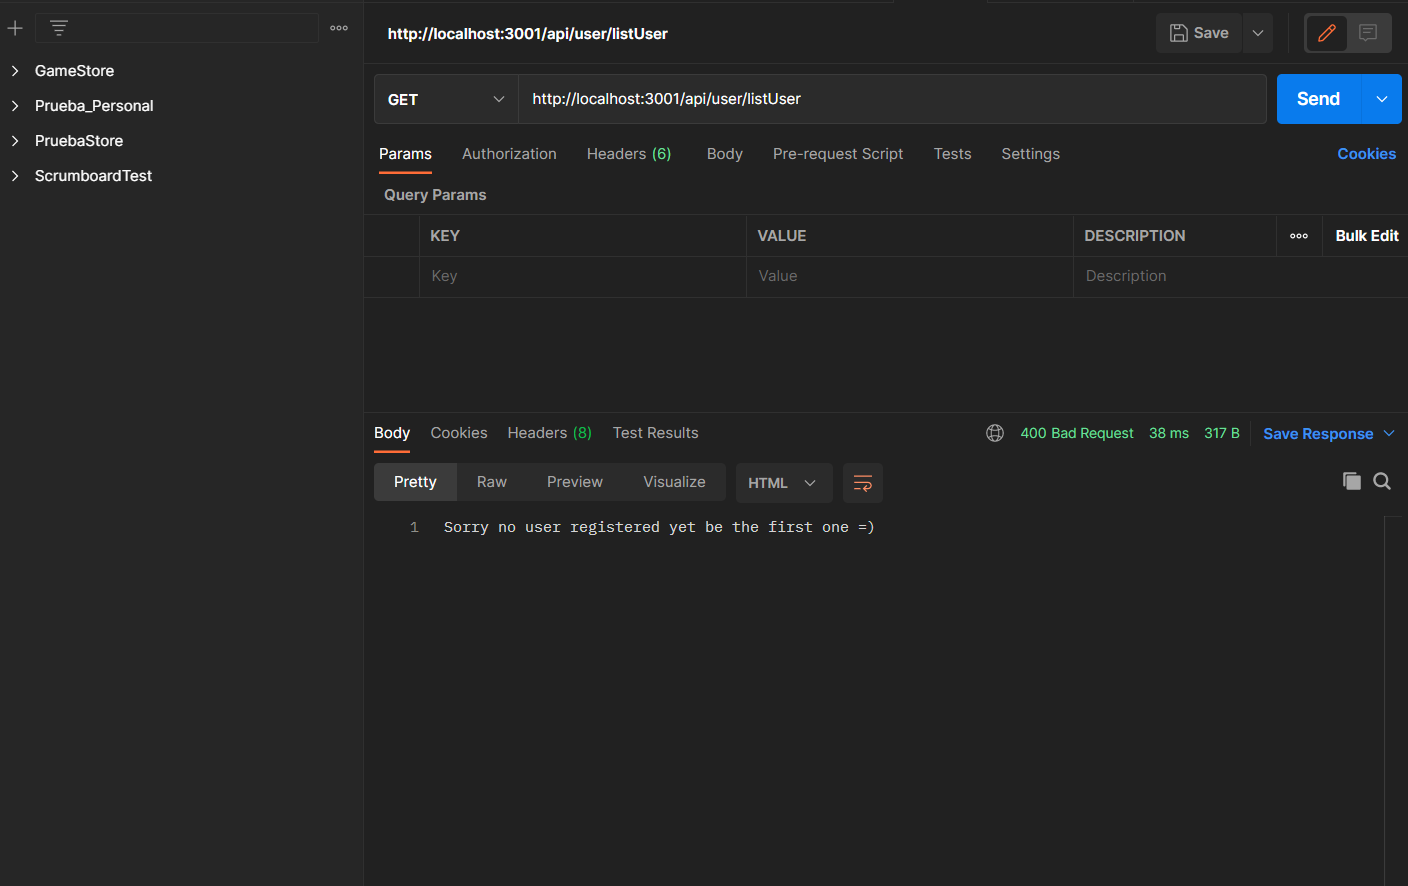 GameStore
Prueba_Personal
PruebaStore
ScrumboardTest
http://localhost:3001/api/user/listUser
Save
GET
http://localhost:3001/api/user/listUser
Send
Params Authorization Headers (6) Body Pre-request Script Tests Settings Cookies
Query Params
KEY VALUE DESCRIPTION Bulk Edit
Key Value Description
Body Cookies Headers (8) Test Results 400 Bad Request 38 ms 317 B Save Response
Pretty Raw Preview Visualize HTML
1 Sorry no user registered yet be the first one =)